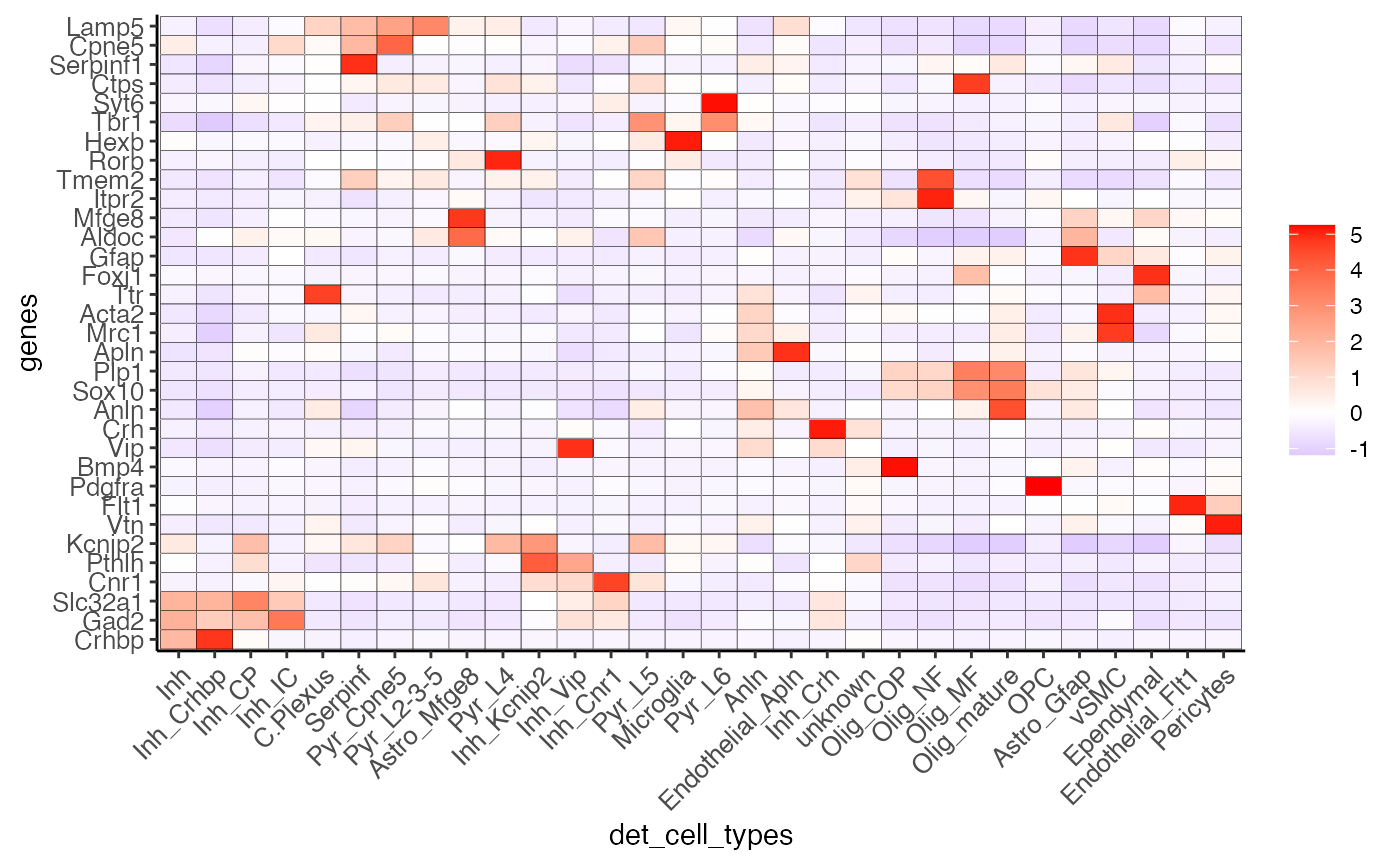 genes
Lamp5
Cpne5
Serpinf1
Ctps
Syt6
Tbr1
Hexb
Rorb
Tmem2
Itpr2
Mfge8
Aldoc
Gfap
Foxj1
Ttr
Acta2
Mrc1
Apln
Plp1
Sox10
Anln
Crh
Vip
Bmp4
Pdgfra
Flt1
Vtn
Kcnip2
Pthlh
Cnr1
Slc32a1
Gad2
Crhbp
Inh
Inh_Crhbp
Inh_CP
Inh_IC
C.Plexus
Serpinf
Pyr_Cpne5
Pyr_L2-3-5
Astro_Mfge8
Pyr_L4
Inh_Kcnip2
Inh_Vip
Inh_Cnr1
Pyr_L5
Microglia
Pyr_L6
Anln
Endothelial_Apln
Inh_Crh
unknown
Olig_COP
Olig_NF
Olig_MF
Olig_mature
OPC
Astro_Gfap
vSMC
Ependymal
Endothelial_Flt1
Pericytes
det_cell_types
5
4
3
2
1
0
-1